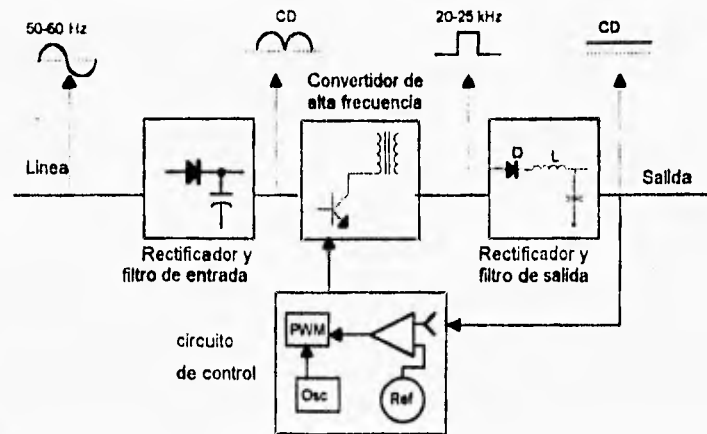 50-60 Hz
CD
20-25 kHz
CD
Convertidor de
alta frecuencia
Linea
D
L
Salida
Rectificador y
filtro de entrada
Rectificador y
filtro de salida
circuito
de control
PWM
Osc
Ref